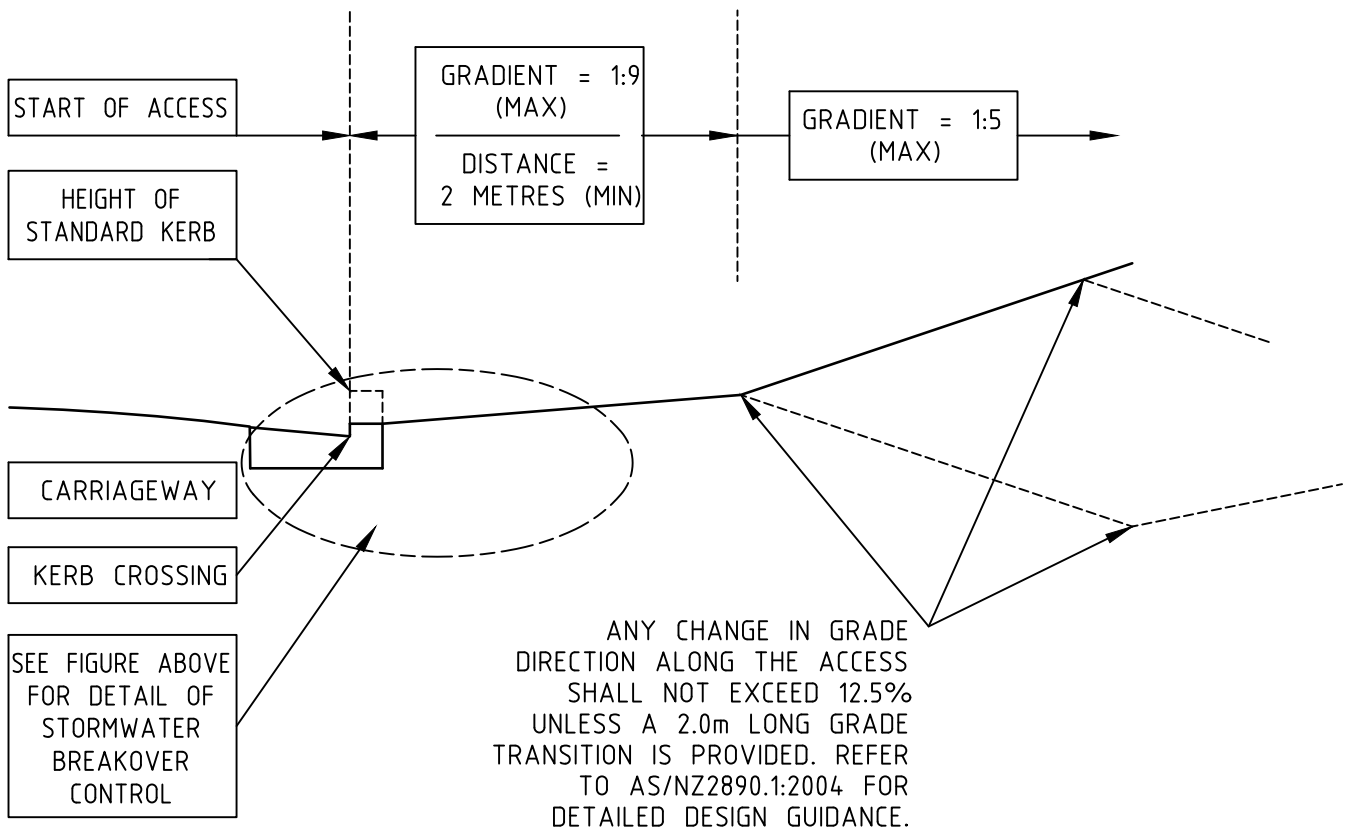 START OF ACCESS
GRADIENT = 1:9
(MAX)
DISTANCE =
2 METRES (MIN)
GRADIENT = 1:5
(MAX)
HEIGHT OF
STANDARD KERB
CARRIAGEWAY
KERB CROSSING
SEE FIGURE ABOVE
FOR DETAIL OF
STORMWATER
BREAKOVER
CONTROL
ANY CHANGE IN GRADE
DIRECTION ALONG THE ACCESS
SHALL NOT EXCEED 12.5%
UNLESS A 2.0m LONG GRADE
TRANSITION IS PROVIDED. REFER
TO AS/NZ2890.1:2004 FOR
DETAILED DESIGN GUIDANCE.